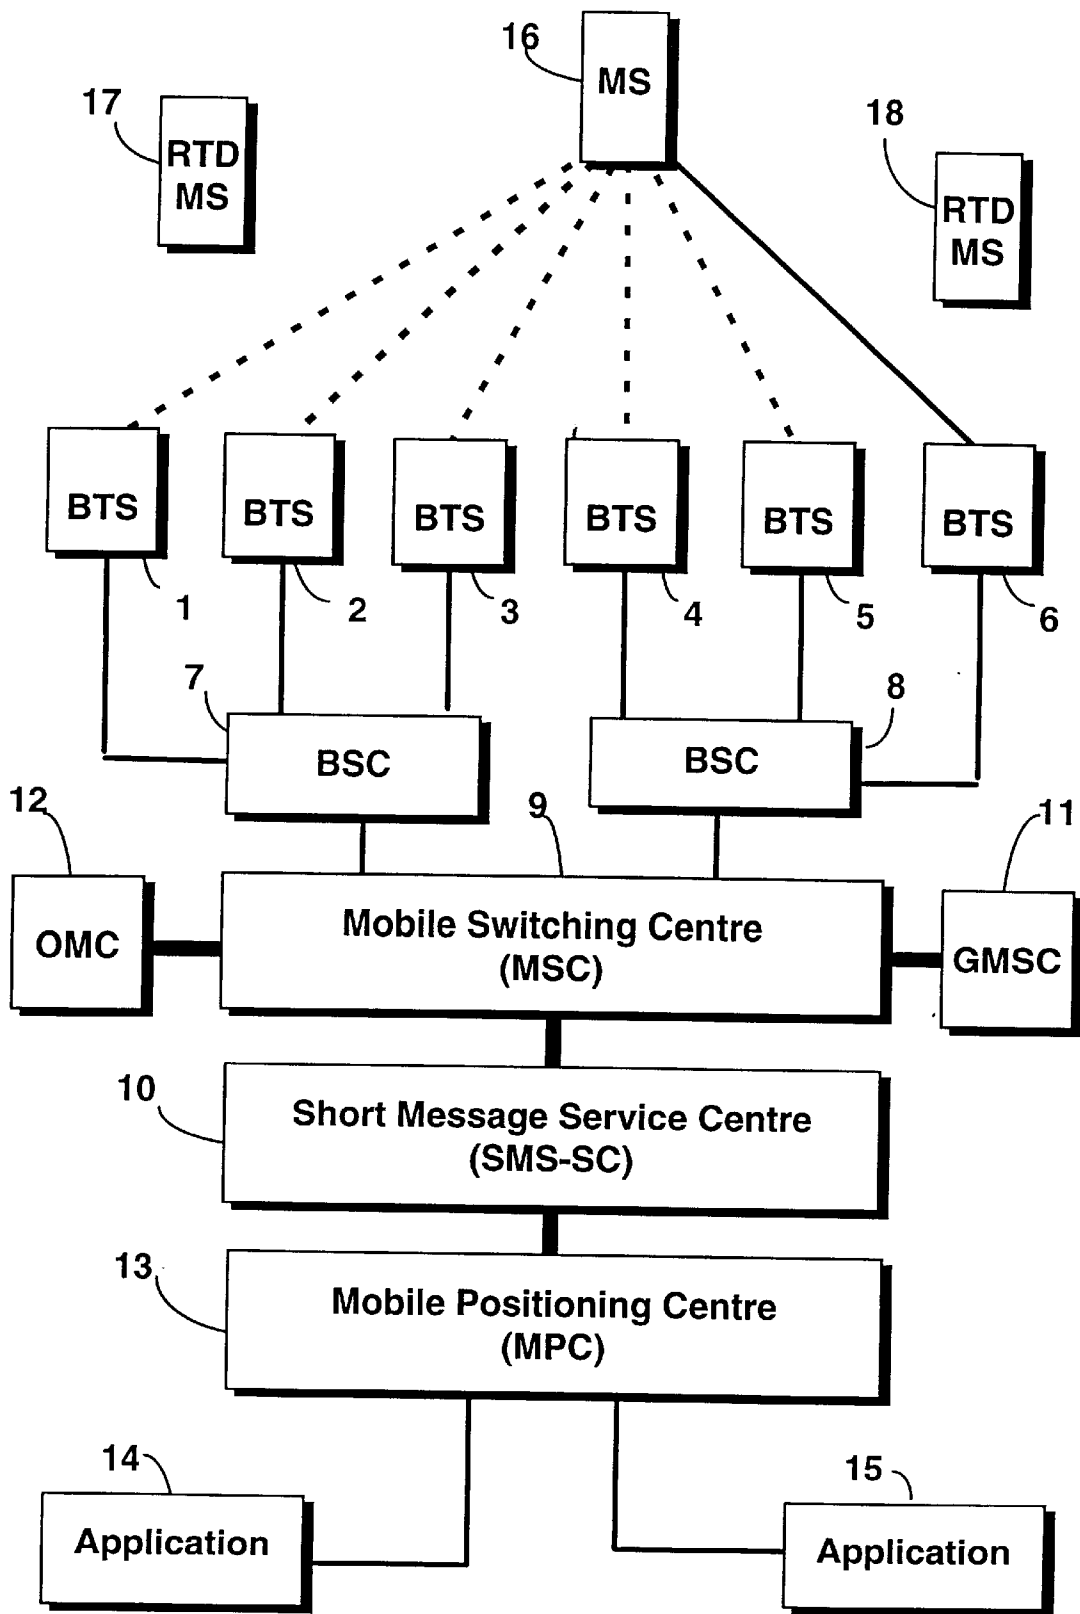 16
MS
17
RTD
MS
18
RTD
MS
BTS
BTS
BTS
BTS
BTS
BTS
1
2
3
4
5
6
7
BSC
8
BSC
12
9
11
OMC
Mobile Switching Centre
(MSC)
GMSC
10
Short Message Service Centre
(SMS-SC)
13
Mobile Positioning Centre
(MPC)
14
Application
15
Application